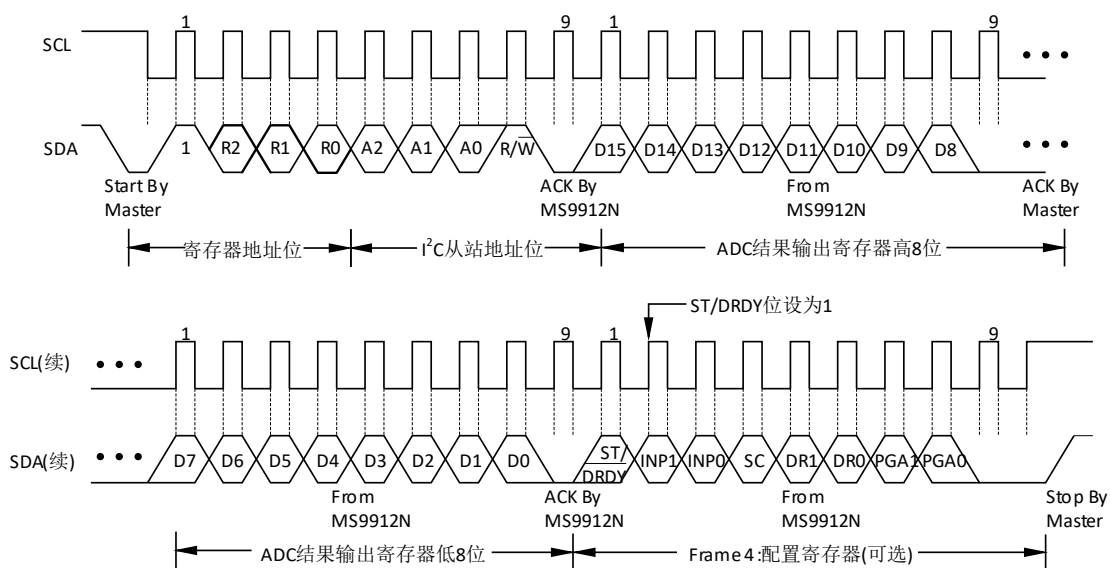 1 9 1 9
SCL
SDA 1 R2 R1 R0 A2 A1 A0 R/W̅ D15 D14 D13 D12 D11 D10 D9 D8
Start By Master
ACK By MS9912N
From MS9912N
ACK By Master
寄存器地址位
I²C从站地址位
ADC结果输出寄存器高8位
ST/DRDY位设为1
1 9 1 9
SCL(续)
SDA(续) D7 D6 D5 D4 D3 D2 D1 D0 ST/D̅R̅D̅Y̅ INP1 INP0 SC DR1 DR0 PGA1 PGA0
From MS9912N
ACK By MS9912N
From MS9912N
Stop By Master
ADC结果输出寄存器低8位
Frame 4:配置寄存器(可选)